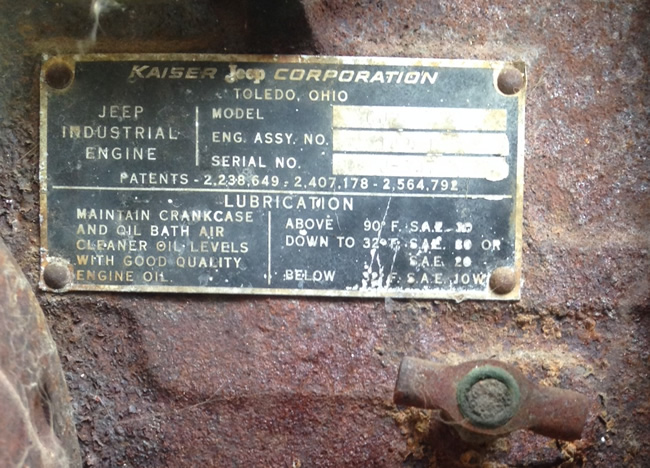 KAISER Jeep CORPORATION
TOLEDO, OHIO
JEEP
INDUSTRIAL
ENGINE
MODEL
ENG. ASSY. NO.
SERIAL NO.
PATENTS - 2,238,649 - 2,407,178 - 2,564,792
LUBRICATION
MAINTAIN CRANKCASE
AND OIL BATH AIR
CLEANER OIL LEVELS
WITH GOOD QUALITY
ENGINE OIL.
ABOVE 90° F. S.A.E.
DOWN TO 32° F. S.A.E. OR
S.A.E. 20
BELOW F. S.A.E. 10W